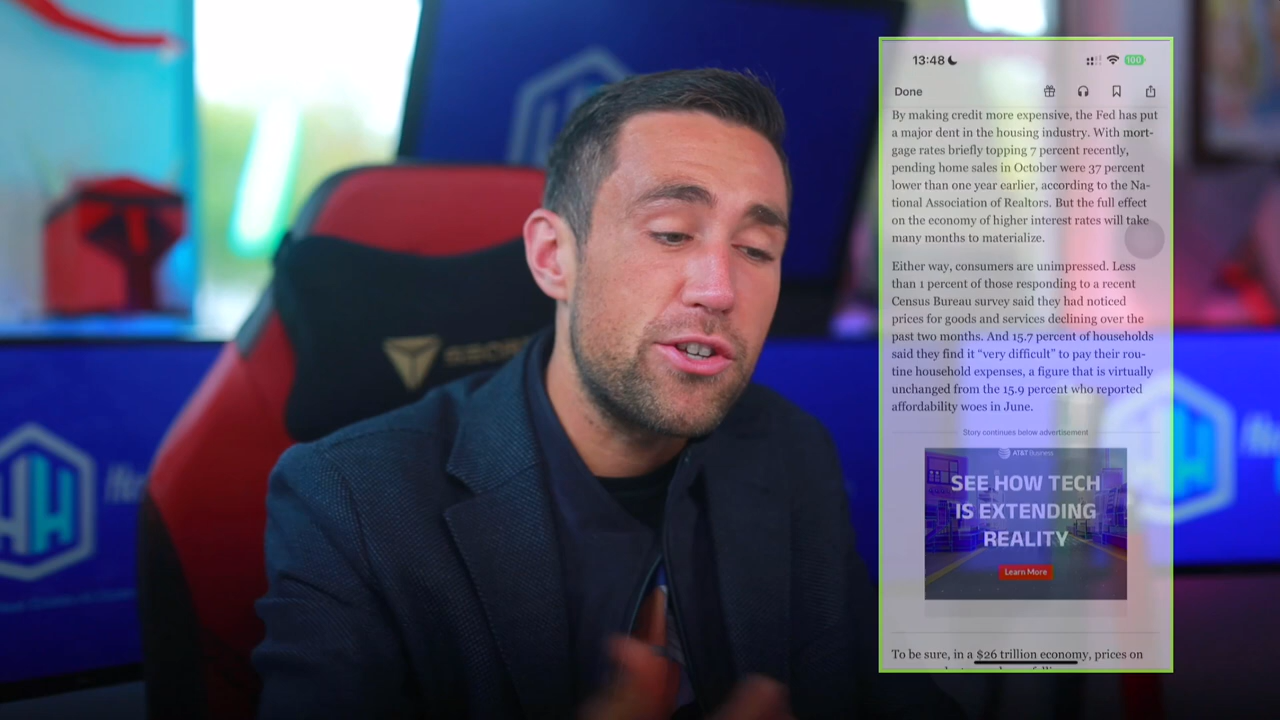 13:48
100
Done
By making credit more expensive, the Fed has put
a major dent in the housing industry. With mort-
gage rates briefly topping 7 percent recently,
pending home sales in October were 37 percent
lower than one year earlier, according to the Na-
tional Association of Realtors. But the full effect
on the economy of higher interest rates will take
many months to materialize.
Either way, consumers are unimpressed. Less
than 1 percent of those responding to a recent
Census Bureau survey said they had noticed
prices for goods and services declining over the
past two months. And 15.7 percent of households
said they find it “very difficult” to pay their rou-
tine household expenses, a figure that is virtually
unchanged from the 15.9 percent who reported
affordability woes in June.
Story continues below advertisement
AT&T Business
SEE HOW TECH
IS EXTENDING
REALITY
Learn More
To be sure, in a $26 trillion economy, prices on